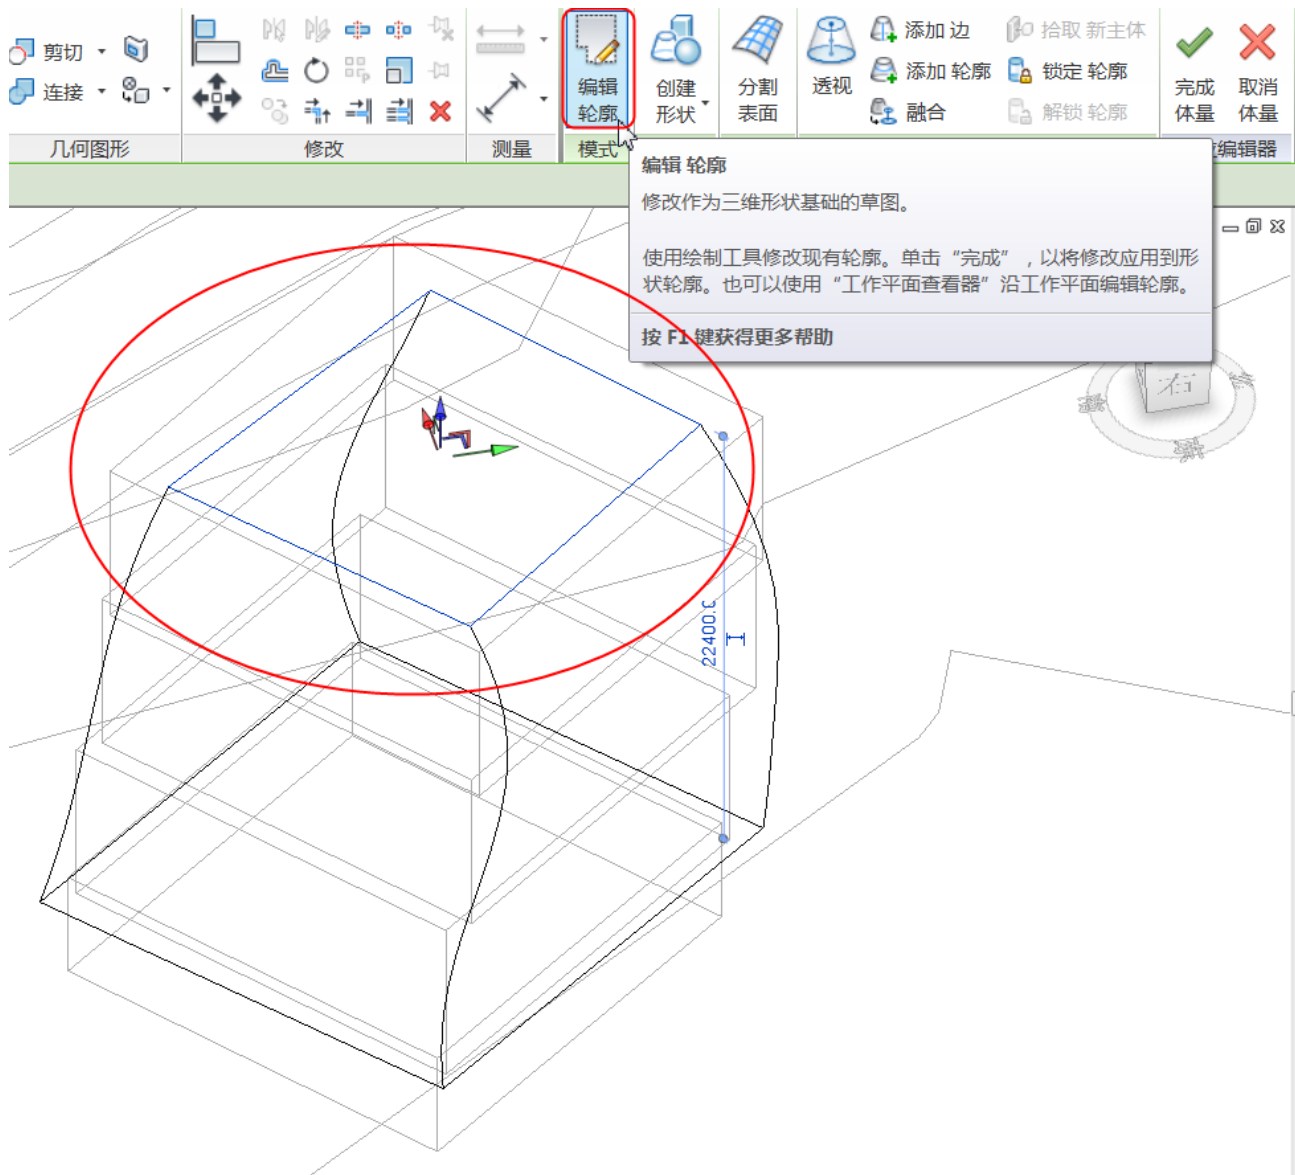 剪切
连接
几何图形
修改
测量
编辑
轮廓
模式
创建
形状
分割
表面
透视
添加 边
添加 轮廓
融合
拾取 新主体
锁定 轮廓
解锁 轮廓
完成
体量
取消
体量
编辑器
编辑 轮廓
修改作为三维形状基础的草图。
使用绘制工具修改现有轮廓。单击“完成”，以将修改应用到形
状轮廓。也可以使用“工作平面查看器”沿工作平面编辑轮廓。
按 F1 键获得更多帮助
右
22400.0